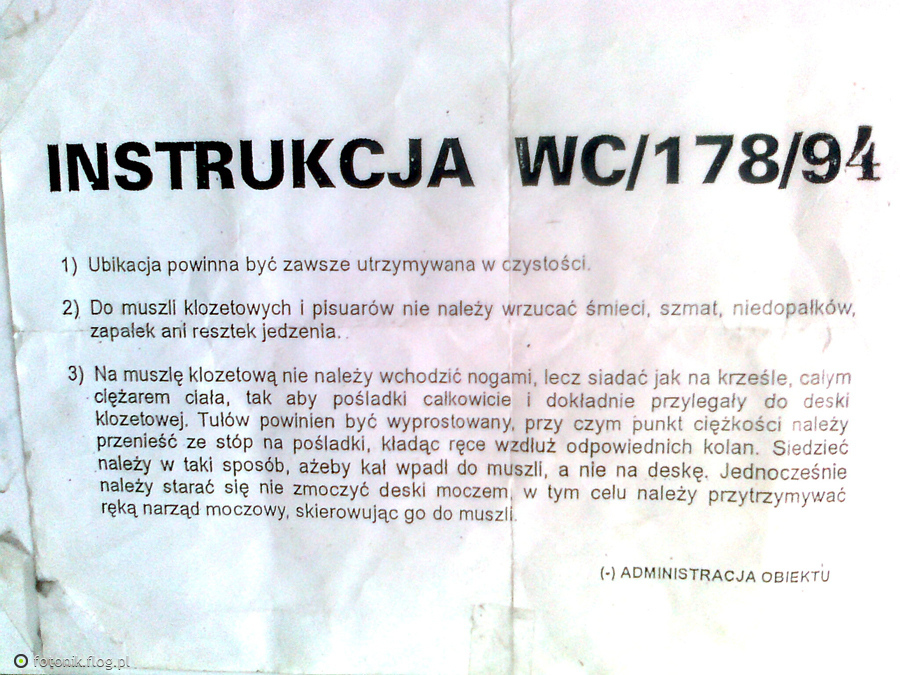 INSTRUKCJA WC/178/94
1) Ubikacja powinna być zawsze utrzymywana w czystości.
2) Do muszli klozetowych i pisuarów nie należy wrzucać śmieci, szmat, niedopałków,
zapałek ani resztek jedzenia.
3) Na muszlę klozetową nie należy wchodzić nogami, lecz siadać jak na krześle, całym
ciężarem ciała, tak aby pośladki całkowicie i dokładnie przylegały do deski
klozetowej. Tułów powinien być wyprostowany, przy czym punkt ciężkości należy
przenieść ze stóp na pośladki, kładąc ręce wzdłuż odpowiednich kolan. Siedzieć
należy w taki sposób, ażeby kał wpadł do muszli, a nie na deskę. Jednocześnie
należy starać się nie zmoczyć deski moczem, w tym celu należy przytrzymywać
ręką narząd moczowy, skierowując go do muszli.
(-) ADMINISTRACJA OBIEKTU
fotonik.flog.pl